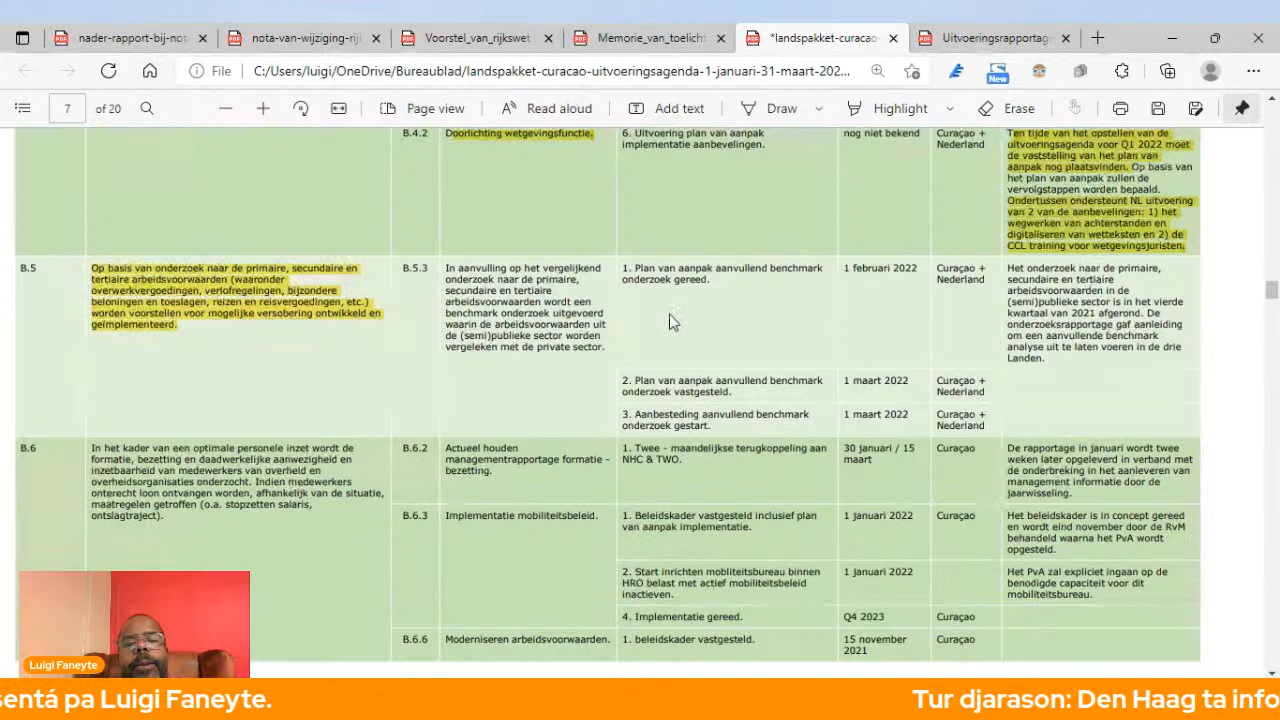 nader-rapport-bij-nota
nota-van-wijziging-rij
Voorstel_van_rijkswet
Memorie_van_toelicht
*landspakket-curacao
Uitvoeringsrapportage
File
C:/Users/luigi/OneDrive/Bureaublad/landspakket-curacao-uitvoeringsagenda-1-januari-31-maart-202...
New
7
of 20
Page view
Read aloud
Add text
Draw
Highlight
Erase
B.4.2
Doorlichting wetgevingsfunctie.
6. Uitvoering plan van aanpak
implementatie aanbevelingen.
nog niet bekend
Curaçao +
Nederland
Ten tijde van het opstellen van de
uitvoeringsagenda voor Q1 2022 moet
de vaststelling van het plan van
aanpak nog plaatsvinden. Op basis van
het plan van aanpak zullen de
vervolgstappen worden bepaald.
Ondertussen ondersteunt NL uitvoering
van 2 van de aanbevelingen: 1) het
wegwerken van achterstanden en
digitaliseren van wetteksten en 2) de
CCL training voor wetgevingsjuristen.
B.5
Op basis van onderzoek naar de primaire, secundaire en
tertiaire arbeidsvoorwaarden (waaronder
overwerkvergoedingen, verlofregelingen, bijzondere
beloningen en toeslagen, reizen en reisvergoedingen, etc.)
worden voorstellen voor mogelijke versobering ontwikkeld en
geïmplementeerd.
B.5.3
In aanvulling op het vergelijkend
onderzoek naar de primaire,
secundaire en tertiaire
arbeidsvoorwaarden wordt een
benchmark onderzoek uitgevoerd
waarin de arbeidsvoorwaarden uit
de (semi)publieke sector worden
vergeleken met de private sector.
1. Plan van aanpak aanvullend benchmark
onderzoek gereed.
1 februari 2022
Curaçao +
Nederland
Het onderzoek naar de primaire,
secundaire en tertiaire
arbeidsvoorwaarden in de
(semi)publieke sector is in het vierde
kwartaal van 2021 afgerond. De
onderzoeksrapportage gaf aanleiding
om een aanvullende benchmark
analyse uit te laten voeren in de drie
Landen.
2. Plan van aanpak aanvullend benchmark
onderzoek vastgesteld.
1 maart 2022
Curaçao +
Nederland
3. Aanbesteding aanvullend benchmark
onderzoek gestart.
1 maart 2022
Curaçao +
Nederland
B.6
In het kader van een optimale personele inzet wordt de
formatie, bezetting en daadwerkelijke aanwezigheid en
inzetbaarheid van medewerkers van overheid en
overheidsorganisaties onderzocht. Indien medewerkers
onterecht loon ontvangen worden, afhankelijk van de situatie,
maatregelen getroffen (o.a. stopzetten salaris,
ontslagtraject).
B.6.2
Actueel houden
managementrapportage formatie -
bezetting.
1. Twee - maandelijkse terugkoppeling aan
NHC & TWO.
30 januari / 15
maart
Curaçao
De rapportage in januari wordt twee
weken later opgeleverd in verband met
de onderbreking in het aanleveren van
management informatie door de
jaarwisseling.
B.6.3
Implementatie mobiliteitsbeleid.
1. Beleidskader vastgesteld inclusief plan
van aanpak implementatie.
1 januari 2022
Curaçao
Het beleidskader is in concept gereed
en wordt eind november door de RvM
behandeld waarna het PvA wordt
opgesteld.
2. Start inrichten mobliteitsbureau binnen
HRO belast met actief mobiliteitsbeleid
inactieven.
1 januari 2022
Het PvA zal expliciet ingaan op de
benodigde capaciteit voor dit
mobiliteitsbureau.
4. Implementatie gereed.
Q4 2023
Curaçao
B.6.6
Moderniseren arbeidsvoorwaarden.
1. beleidskader vastgesteld.
15 november
2021
Curaçao
Luigi Faneyte
sentá pa Luigi Faneyte.
Tur djarason: Den Haag ta info